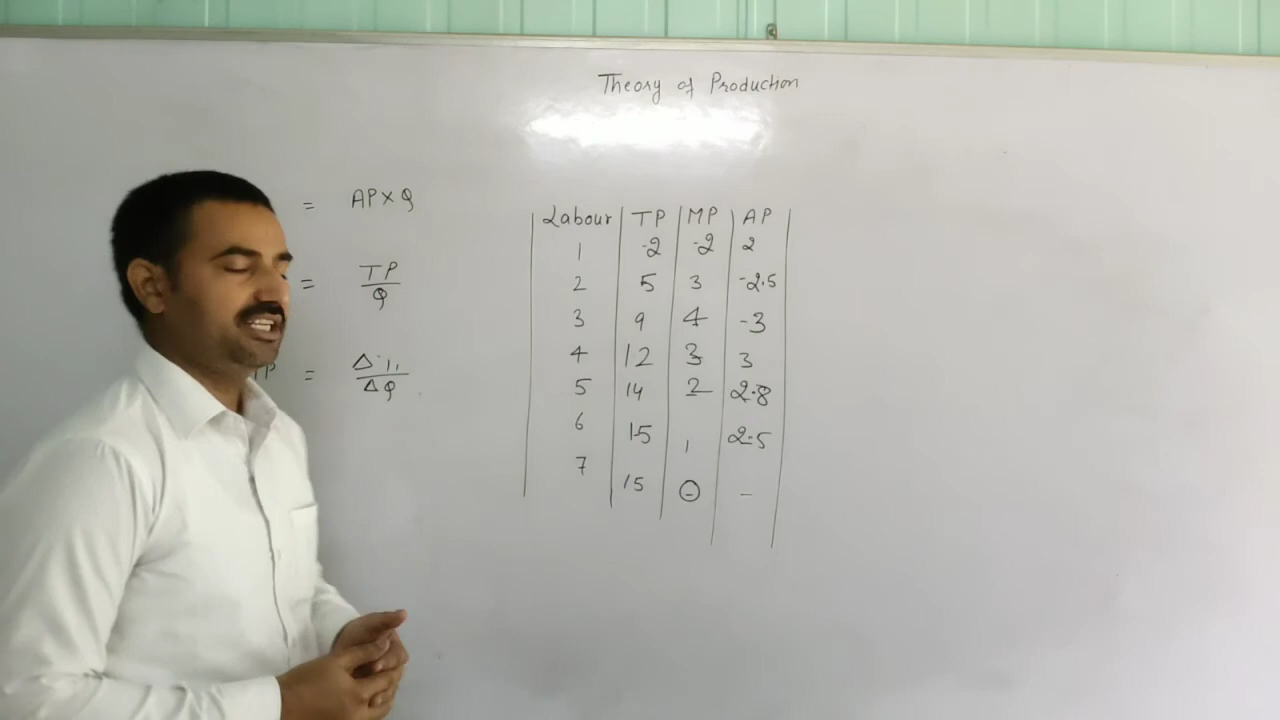 Theory of Production
= AP×Q
= TP/Q
P = Δ/ΔQ
Labour TP MP AP
1 -2 -2 2
2 5 3 -2.5
3 9 4 -3
4 12 3 3
5 14 2 2.8
6 15 1 2.5
7 15 ⊖ -